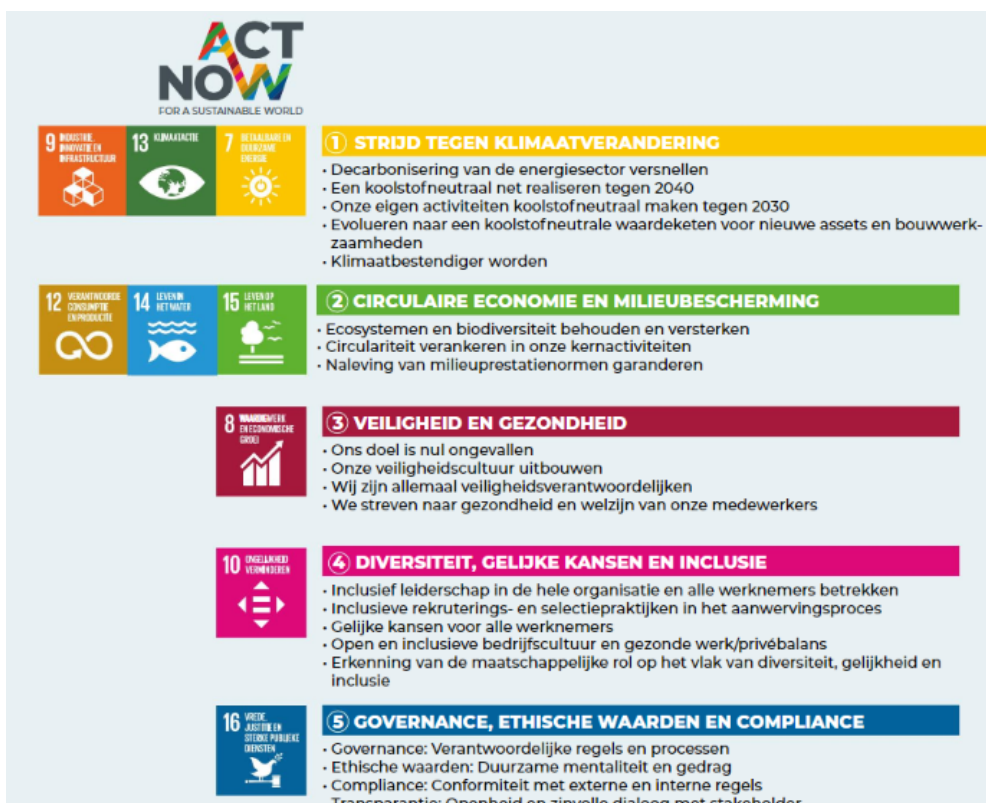 ACT
NOW
FOR A SUSTAINABLE WORLD
9 INDUSTRIE,
INNOVATIE EN
INFRASTRUCTUUR
13 KLIMAATACTIE
7 BETAALBARE EN
DUURZAME
ENERGIE
1 STRIJD TEGEN KLIMAATVERANDERING
· Decarbonisering van de energiesector versnellen
· Een koolstofneutraal net realiseren tegen 2040
· Onze eigen activiteiten koolstofneutraal maken tegen 2030
· Evolueren naar een koolstofneutrale waardeketen voor nieuwe assets en bouwwerk-
zaamheden
· Klimaatbestendiger worden
12 VERANTWOORDE
CONSUMPTIE
EN PRODUCTIE
14 LEVEN IN
HET WATER
15 LEVEN OP
HET LAND
2 CIRCULAIRE ECONOMIE EN MILIEUBESCHERMING
· Ecosystemen en biodiversiteit behouden en versterken
· Circulariteit verankeren in onze kernactiviteiten
· Naleving van milieuprestatienormen garanderen
8 WAARDIG WERK
EN ECONOMISCHE
GROEI
3 VEILIGHEID EN GEZONDHEID
· Ons doel is nul ongevallen
· Onze veiligheidscultuur uitbouwen
· Wij zijn allemaal veiligheidsverantwoordelijken
· We streven naar gezondheid en welzijn van onze medewerkers
10 ONGELIJKHEID
VERMINDEREN
4 DIVERSITEIT, GELIJKE KANSEN EN INCLUSIE
· Inclusief leiderschap in de hele organisatie en alle werknemers betrekken
· Inclusieve rekruterings- en selectiepraktijken in het aanwervingsproces
· Gelijke kansen voor alle werknemers
· Open en inclusieve bedrijfscultuur en gezonde werk/privébalans
· Erkenning van de maatschappelijke rol op het vlak van diversiteit, gelijkheid en
inclusie
16 VREDE,
JUSTITIE EN
STERKE PUBLIEKE
DIENSTEN
5 GOVERNANCE, ETHISCHE WAARDEN EN COMPLIANCE
· Governance: Verantwoordelijke regels en processen
· Ethische waarden: Duurzame mentaliteit en gedrag
· Compliance: Conformiteit met externe en interne regels
· Transparantie: Openheid en zinvolle dialoog met stakeholder